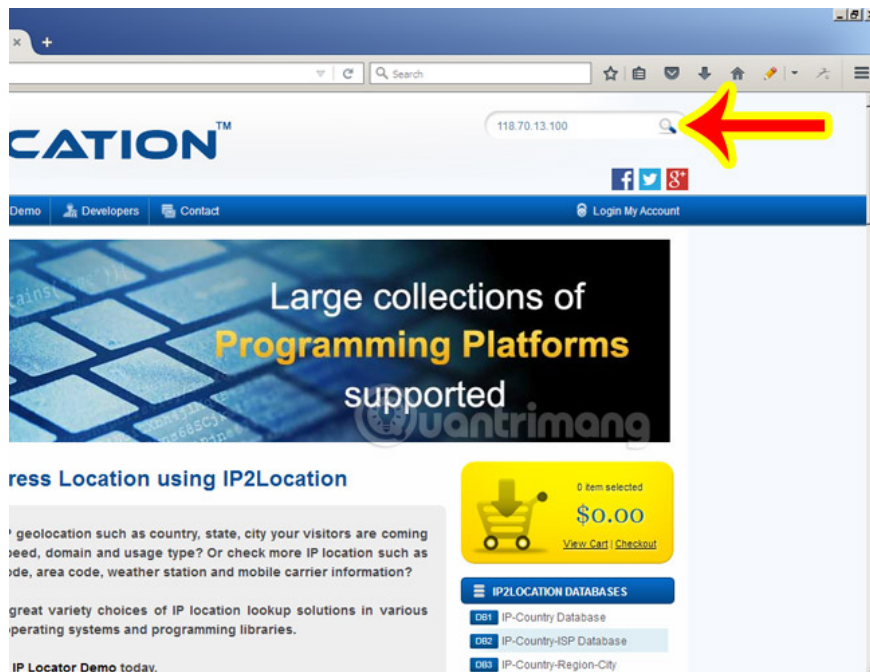 Search
CATION™
118.70.13.100
Demo Developers Contact Login My Account
Large collections of
Programming Platforms
supported
Quantrimang
ress Location using IP2Location
0 item selected
$0.00
View Cart | Checkout
geolocation such as country, state, city your visitors are coming
peed, domain and usage type? Or check more IP location such as
ode, area code, weather station and mobile carrier information?
great variety choices of IP location lookup solutions in various
operating systems and programming libraries.
IP Locator Demo today.
IP2LOCATION DATABASES
DB1 IP-Country Database
DB2 IP-Country-ISP Database
DB3 IP-Country-Region-City